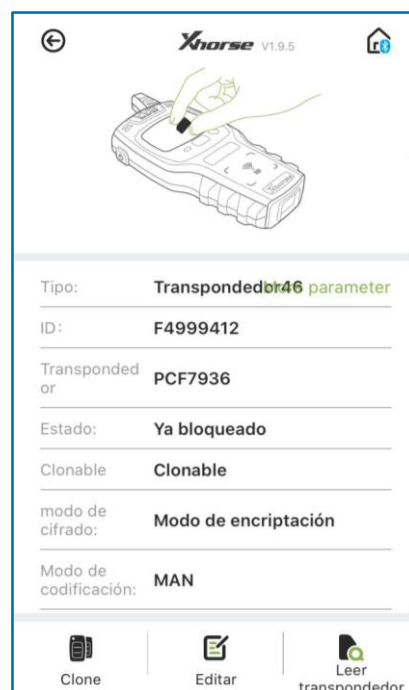 Xhorse V1.9.5
Tipo: Transpondedor46 More parameter
ID: F4999412
Transponded
or PCF7936
Estado: Ya bloqueado
Clonable Clonable
modo de
cifrado: Modo de encriptación
Modo de
codificación: MAN
Clone
Editar
Leer
transpondedor